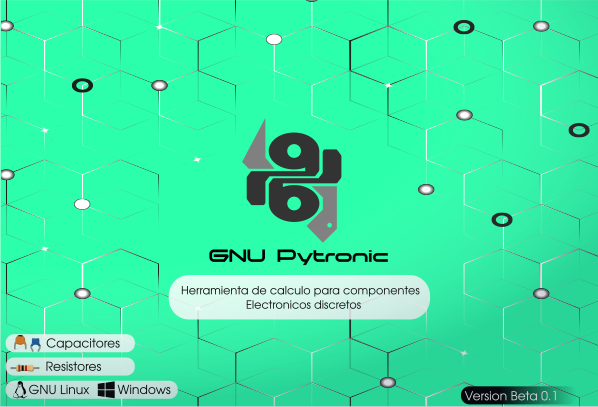 GNU Pytronic
Herramienta de calculo para componentes
Electronicos discretos
Capacitores
Resistores
GNU Linux Windows
Version Beta 0.1